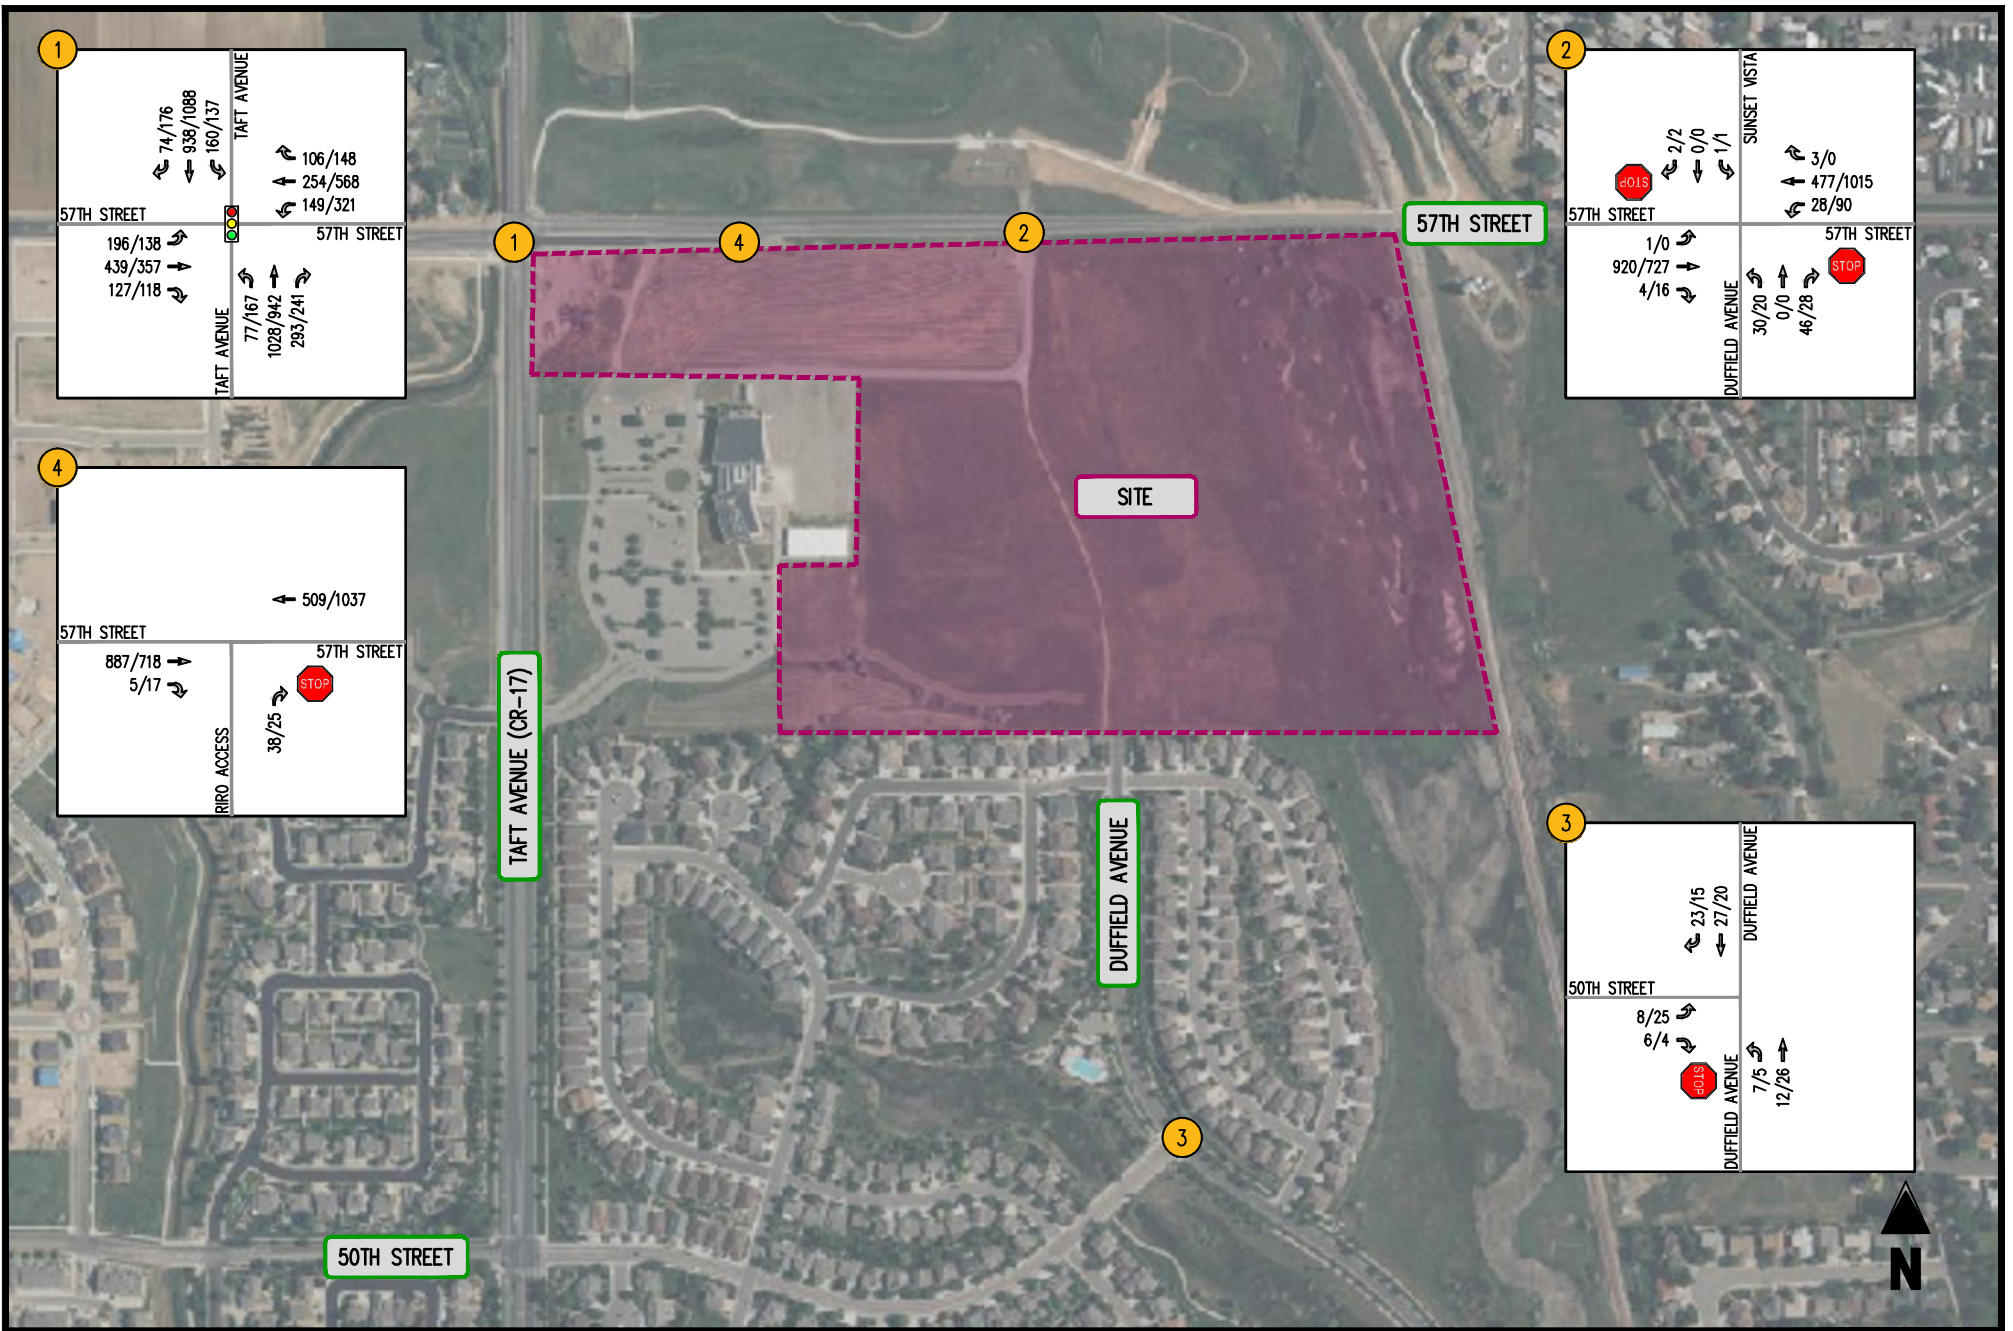 1
TAFT AVENUE
74/176
938/1088
160/137
106/148
254/568
149/321
57TH STREET
57TH STREET
196/138
439/357
127/118
77/167
1028/942
293/241
TAFT AVENUE
2
SUNSET VISTA
2/2
0/0
1/1
3/0
477/1015
28/90
STOP
57TH STREET
57TH STREET
1/0
920/727
4/16
30/20
0/0
46/28
STOP
DUFFIELD AVENUE
1
4
2
57TH STREET
SITE
4
509/1037
57TH STREET
57TH STREET
887/718
5/17
38/25
STOP
RIRO ACCESS
TAFT AVENUE (CR-17)
DUFFIELD AVENUE
3
DUFFIELD AVENUE
23/15
27/20
50TH STREET
8/25
6/4
STOP
7/5
12/26
DUFFIELD AVENUE
3
50TH STREET
N